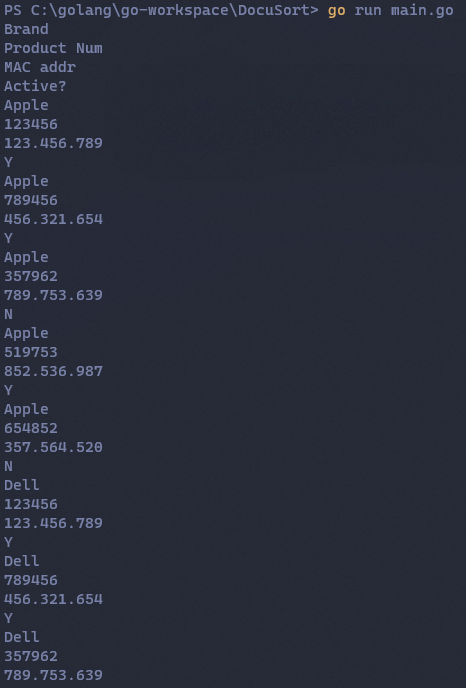 PS C:\golang\go-workspace\DocuSort> go run main.go
Brand
Product Num
MAC addr
Active?
Apple
123456
123.456.789
Y
Apple
789456
456.321.654
Y
Apple
357962
789.753.639
N
Apple
519753
852.536.987
Y
Apple
654852
357.564.520
N
Dell
123456
123.456.789
Y
Dell
789456
456.321.654
Y
Dell
357962
789.753.639